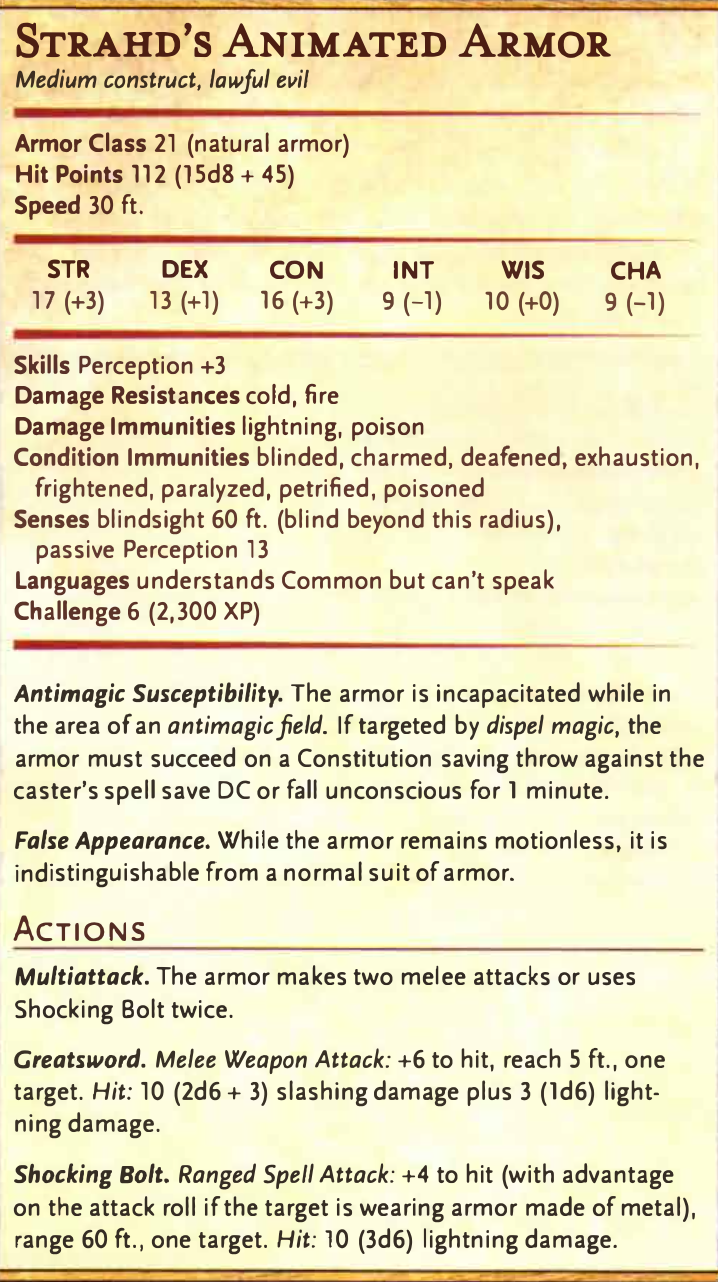 STRAHD'S ANIMATED ARMOR
Medium construct, lawful evil
Armor Class 21 (natural armor)
Hit Points 112 (15d8 + 45)
Speed 30 ft.
STR DEX CON INT WIS CHA
17 (+3) 13 (+1) 16 (+3) 9 (−1) 10 (+0) 9 (−1)
Skills Perception +3
Damage Resistances cold, fire
Damage Immunities lightning, poison
Condition Immunities blinded, charmed, deafened, exhaustion,
frightened, paralyzed, petrified, poisoned
Senses blindsight 60 ft. (blind beyond this radius),
passive Perception 13
Languages understands Common but can't speak
Challenge 6 (2,300 XP)
Antimagic Susceptibility. The armor is incapacitated while in
the area of an antimagic field. If targeted by dispel magic, the
armor must succeed on a Constitution saving throw against the
caster's spell save DC or fall unconscious for 1 minute.
False Appearance. While the armor remains motionless, it is
indistinguishable from a normal suit of armor.
ACTIONS
Multiattack. The armor makes two melee attacks or uses
Shocking Bolt twice.
Greatsword. Melee Weapon Attack: +6 to hit, reach 5 ft., one
target. Hit: 10 (2d6 + 3) slashing damage plus 3 (1d6) light-
ning damage.
Shocking Bolt. Ranged Spell Attack: +4 to hit (with advantage
on the attack roll if the target is wearing armor made of metal),
range 60 ft., one target. Hit: 10 (3d6) lightning damage.